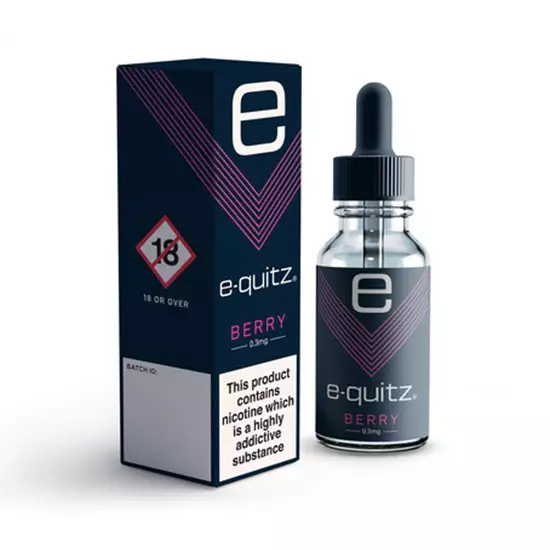 e
18
18 OR OVER
e-quitz®
BERRY
0.3mg
BATCH ID:
This product
contains
nicotine which
is a highly
addictive
substance
e
e-quitz®
BERRY
0.3mg